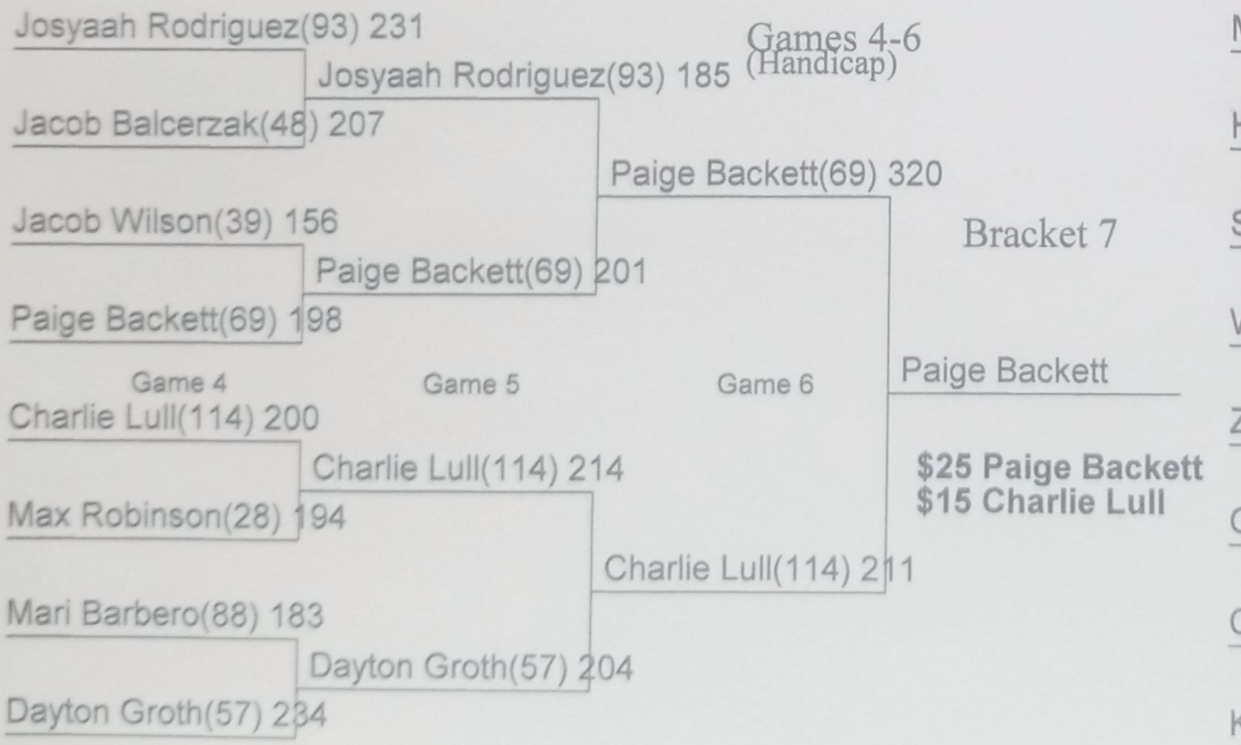 Josyaah Rodriguez(93) 231
Games 4-6
(Handicap)
Josyaah Rodriguez(93) 185
Jacob Balcerzak(48) 207
Paige Backett(69) 320
Jacob Wilson(39) 156
Bracket 7
Paige Backett(69) 201
Paige Backett(69) 198
Paige Backett
Game 4
Game 5
Game 6
Charlie Lull(114) 200
Charlie Lull(114) 214
$25 Paige Backett
$15 Charlie Lull
Max Robinson(28) 194
Charlie Lull(114) 211
Mari Barbero(88) 183
Dayton Groth(57) 204
Dayton Groth(57) 234